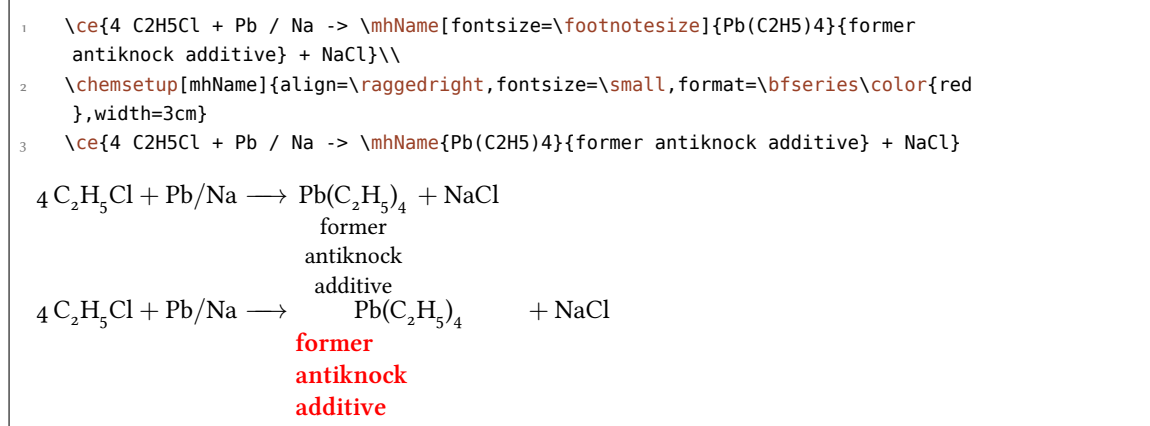 1 \ce{4 C2H5Cl + Pb / Na -> \mhName[fontsize=\footnotesize]{Pb(C2H5)4}{former
antiknock additive} + NaCl}\\
2 \chemsetup[mhName]{align=\raggedright,fontsize=\small,format=\bfseries\color{red
},width=3cm}
3 \ce{4 C2H5Cl + Pb / Na -> \mhName{Pb(C2H5)4}{former antiknock additive} + NaCl}
4 C₂H₅Cl + Pb/Na ⟶ Pb(C₂H₅)₄ + NaCl
former
antiknock
additive
4 C₂H₅Cl + Pb/Na ⟶ Pb(C₂H₅)₄ + NaCl
former
antiknock
additive